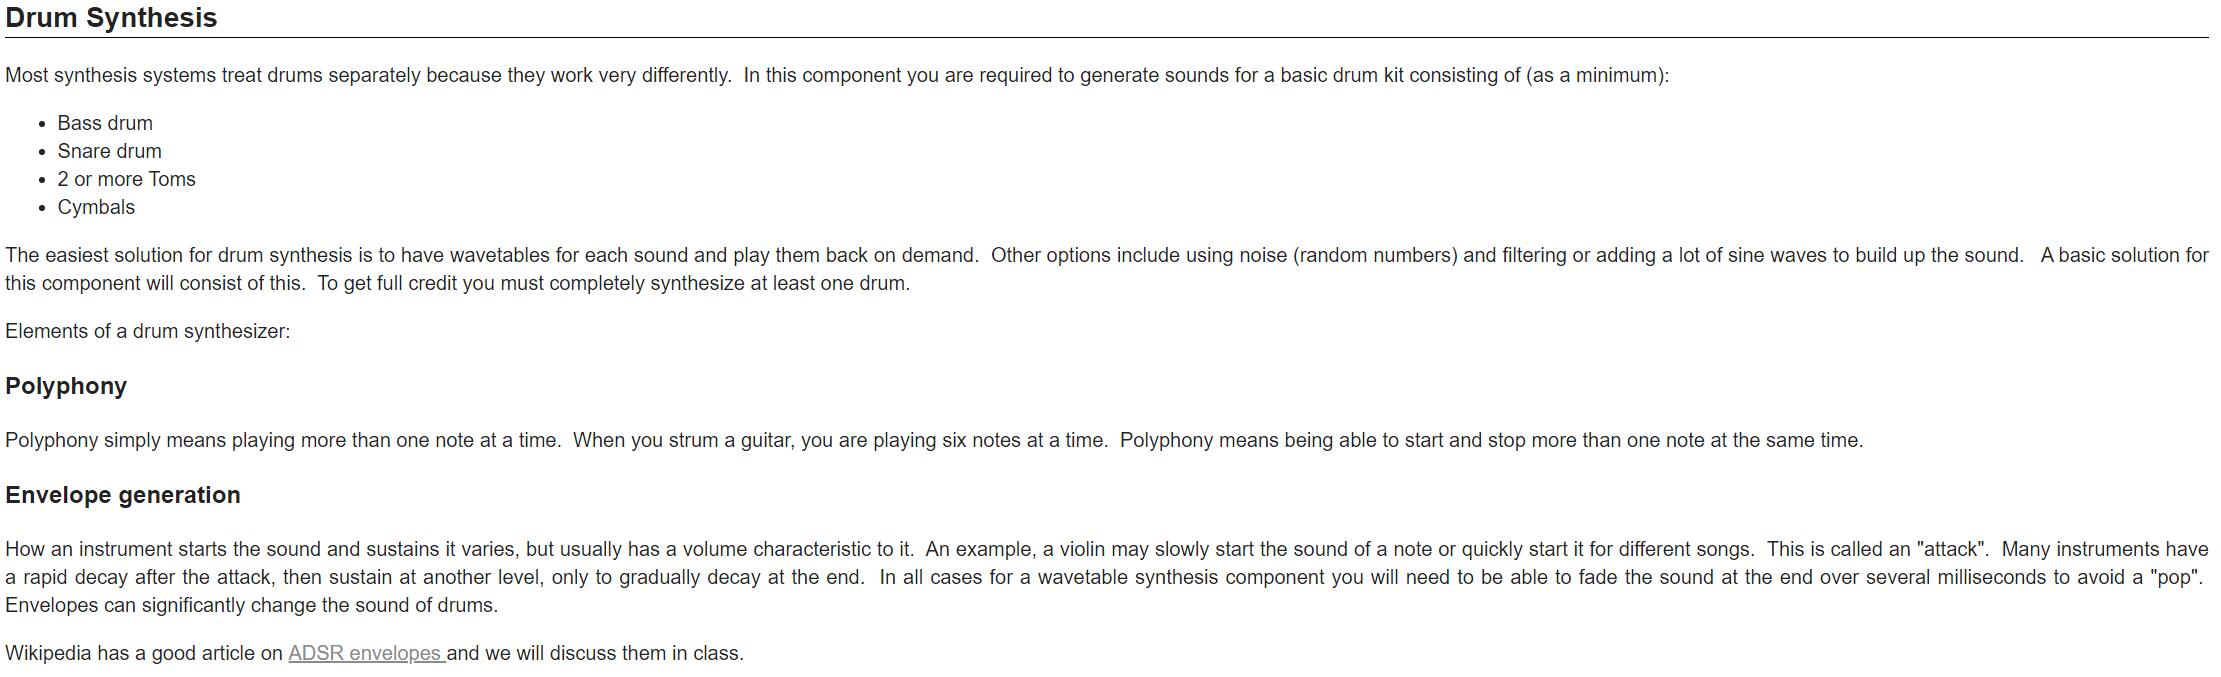 Drum Synthesis
Most synthesis systems treat drums separately because they work very differently.  In this component you are required to generate sounds for a basic drum kit consisting of (as a minimum):
• Bass drum
• Snare drum
• 2 or more Toms
• Cymbals
The easiest solution for drum synthesis is to have wavetables for each sound and play them back on demand.  Other options include using noise (random numbers) and filtering or adding a lot of sine waves to build up the sound.   A basic solution for
this component will consist of this.  To get full credit you must completely synthesize at least one drum.
Elements of a drum synthesizer:
Polyphony
Polyphony simply means playing more than one note at a time.  When you strum a guitar, you are playing six notes at a time.  Polyphony means being able to start and stop more than one note at the same time.
Envelope generation
How an instrument starts the sound and sustains it varies, but usually has a volume characteristic to it.  An example, a violin may slowly start the sound of a note or quickly start it for different songs.  This is called an "attack".  Many instruments have
a rapid decay after the attack, then sustain at another level, only to gradually decay at the end.  In all cases for a wavetable synthesis component you will need to be able to fade the sound at the end over several milliseconds to avoid a "pop".
Envelopes can significantly change the sound of drums.
Wikipedia has a good article on ADSR envelopes and we will discuss them in class.